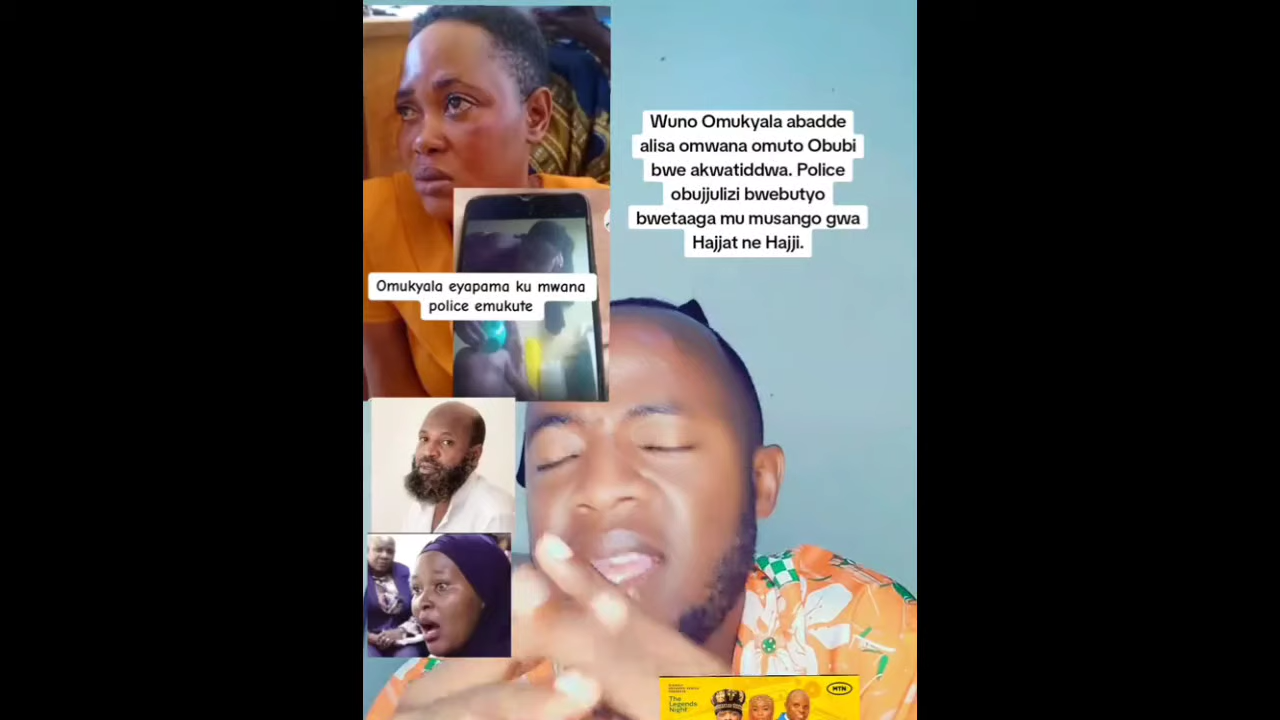 Wuno Omukyala abadde
alisa omwana omuto Obubi
bwe akwatiddwa. Police
obujjulizi bwebutyo
bwetaaga mu musango gwa
Hajjat ne Hajji.
Omukyala eyapama ku mwana
police emukute
The
Legends
Night
MTN